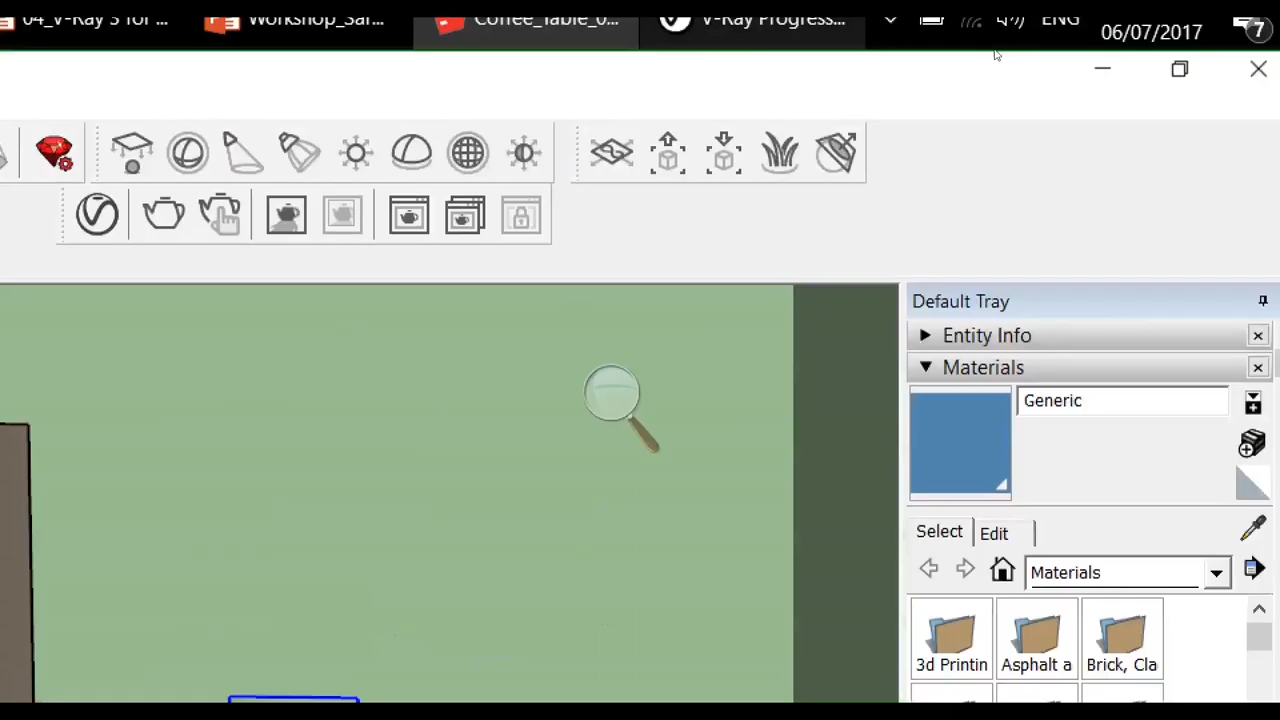 04_V-Ray 3 for ... Workshop_Sar... Coffee_Table_0... V-Ray Progress... ENG
06/07/2017 7
Default Tray
Entity Info
Materials
Generic
Select Edit
Materials
3d Printin Asphalt a Brick, Cla